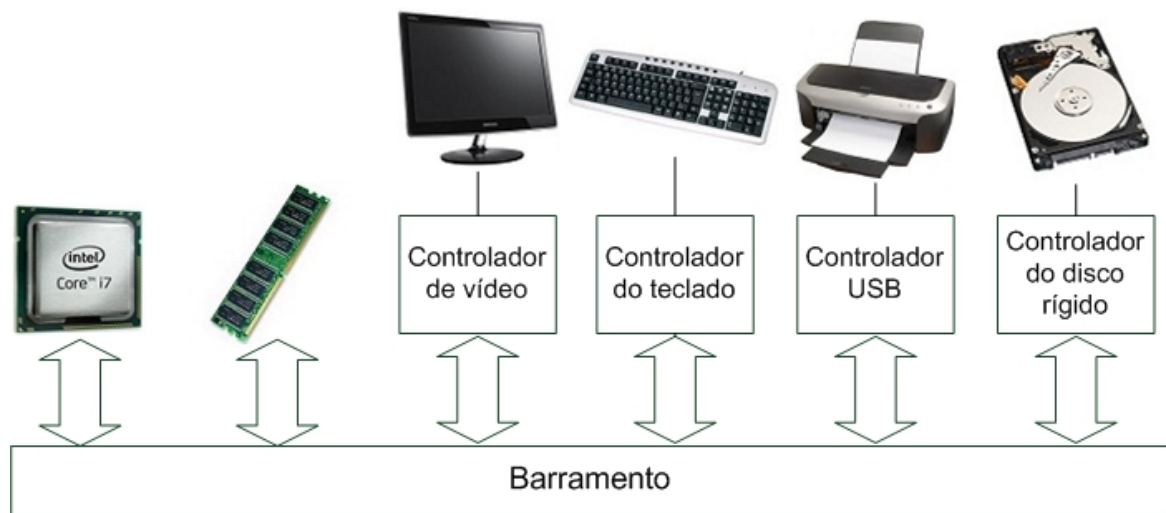 intel
Core™ i7
Controlador
de vídeo
Controlador
do teclado
Controlador
USB
Controlador
do disco
rígido
Barramento